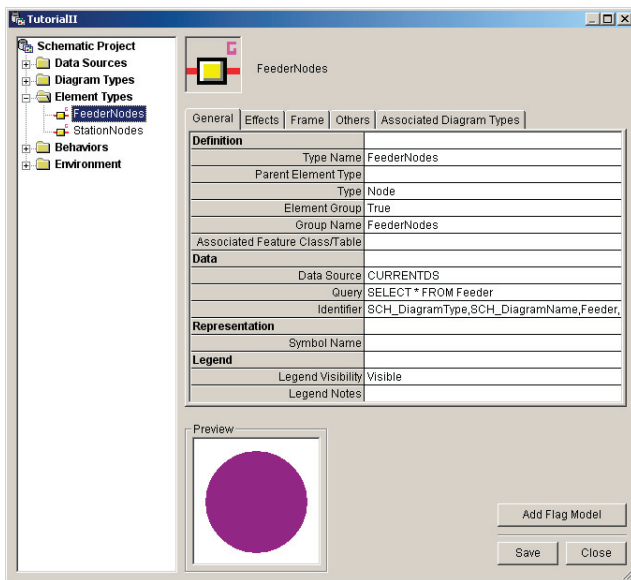 TutorialII
Schematic Project
Data Sources
Diagram Types
Element Types
FeederNodes
StationNodes
Behaviors
Environment
G
FeederNodes
General Effects Frame Others Associated Diagram Types
Definition
Type Name FeederNodes
Parent Element Type
Type Node
Element Group True
Group Name FeederNodes
Associated Feature Class/Table
Data
Data Source CURRENTDS
Query SELECT * FROM Feeder
Identifier SCH_DiagramType,SCH_DiagramName,Feeder,
Representation
Symbol Name
Legend
Legend Visibility Visible
Legend Notes
Preview
Add Flag Model
Save Close